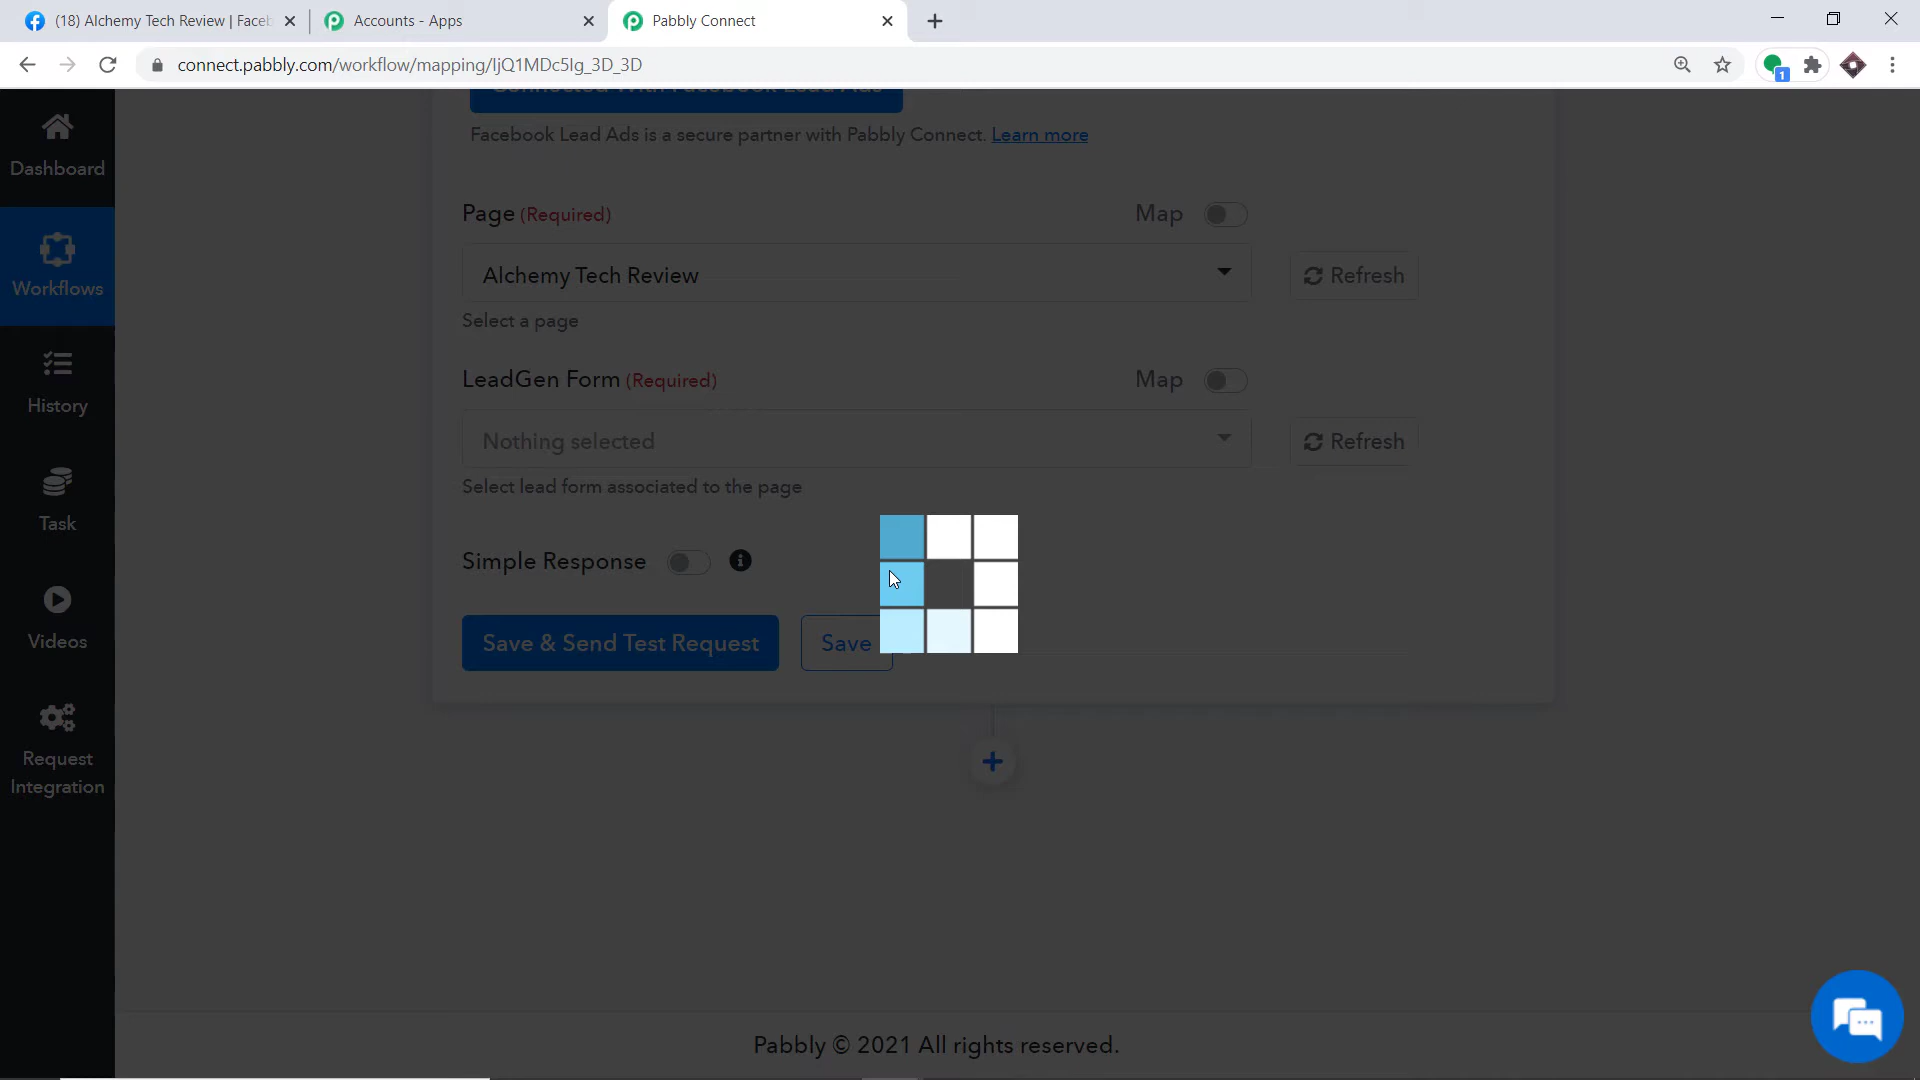 (18) Alchemy Tech Review | Faceb
Accounts - Apps
Pabbly Connect
connect.pabbly.com/workflow/mapping/IjQ1MDc5Ig_3D_3D
1
Connected With Facebook Lead Ads
Facebook Lead Ads is a secure partner with Pabbly Connect. Learn more
Dashboard
Page (Required)
Map
Alchemy Tech Review
Refresh
Workflows
Select a page
LeadGen Form (Required)
Map
History
Nothing selected
Refresh
Select lead form associated to the page
Task
Simple Response
Videos
Save & Send Test Request
Save
Request
Integration
Pabbly © 2021 All rights reserved.